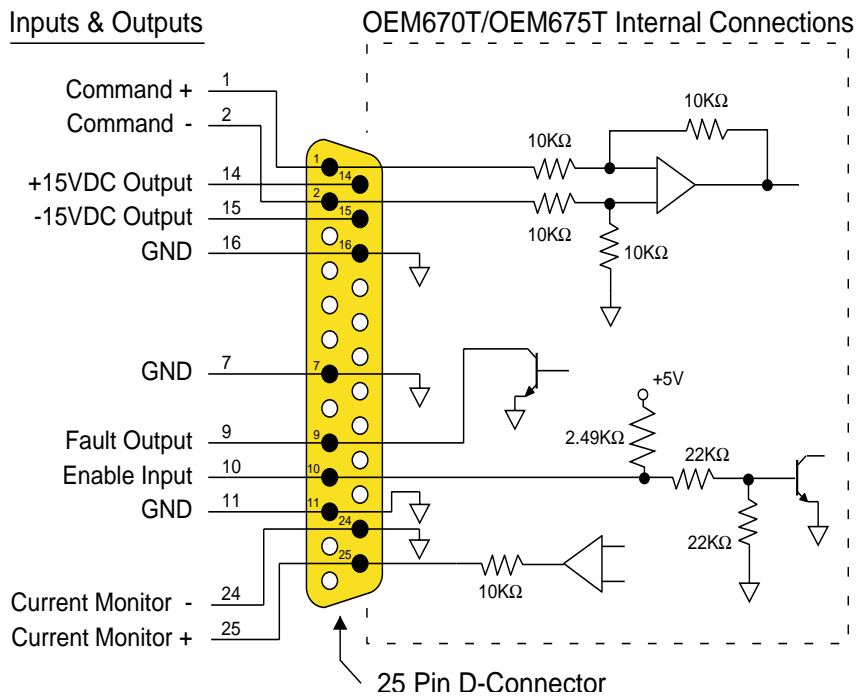 Inputs & Outputs
OEM670T/OEM675T Internal Connections
Command + 1
Command - 2
+15VDC Output 14
-15VDC Output 15
GND 16
GND 7
Fault Output 9
Enable Input 10
GND 11
Current Monitor - 24
Current Monitor + 25
1
14
2
15
16
7
9
10
11
24
25
10KΩ
10KΩ
10KΩ
10KΩ
+5V
2.49KΩ
22KΩ
22KΩ
10KΩ
25 Pin D-Connector